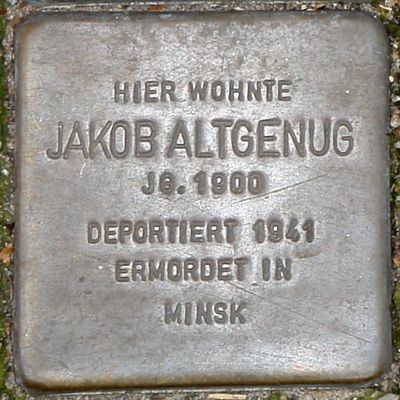 HIER WOHNTE
JAKOB ALTGENUG
JG. 1900
DEPORTIERT 1941
ERMORDET IN
MINSK